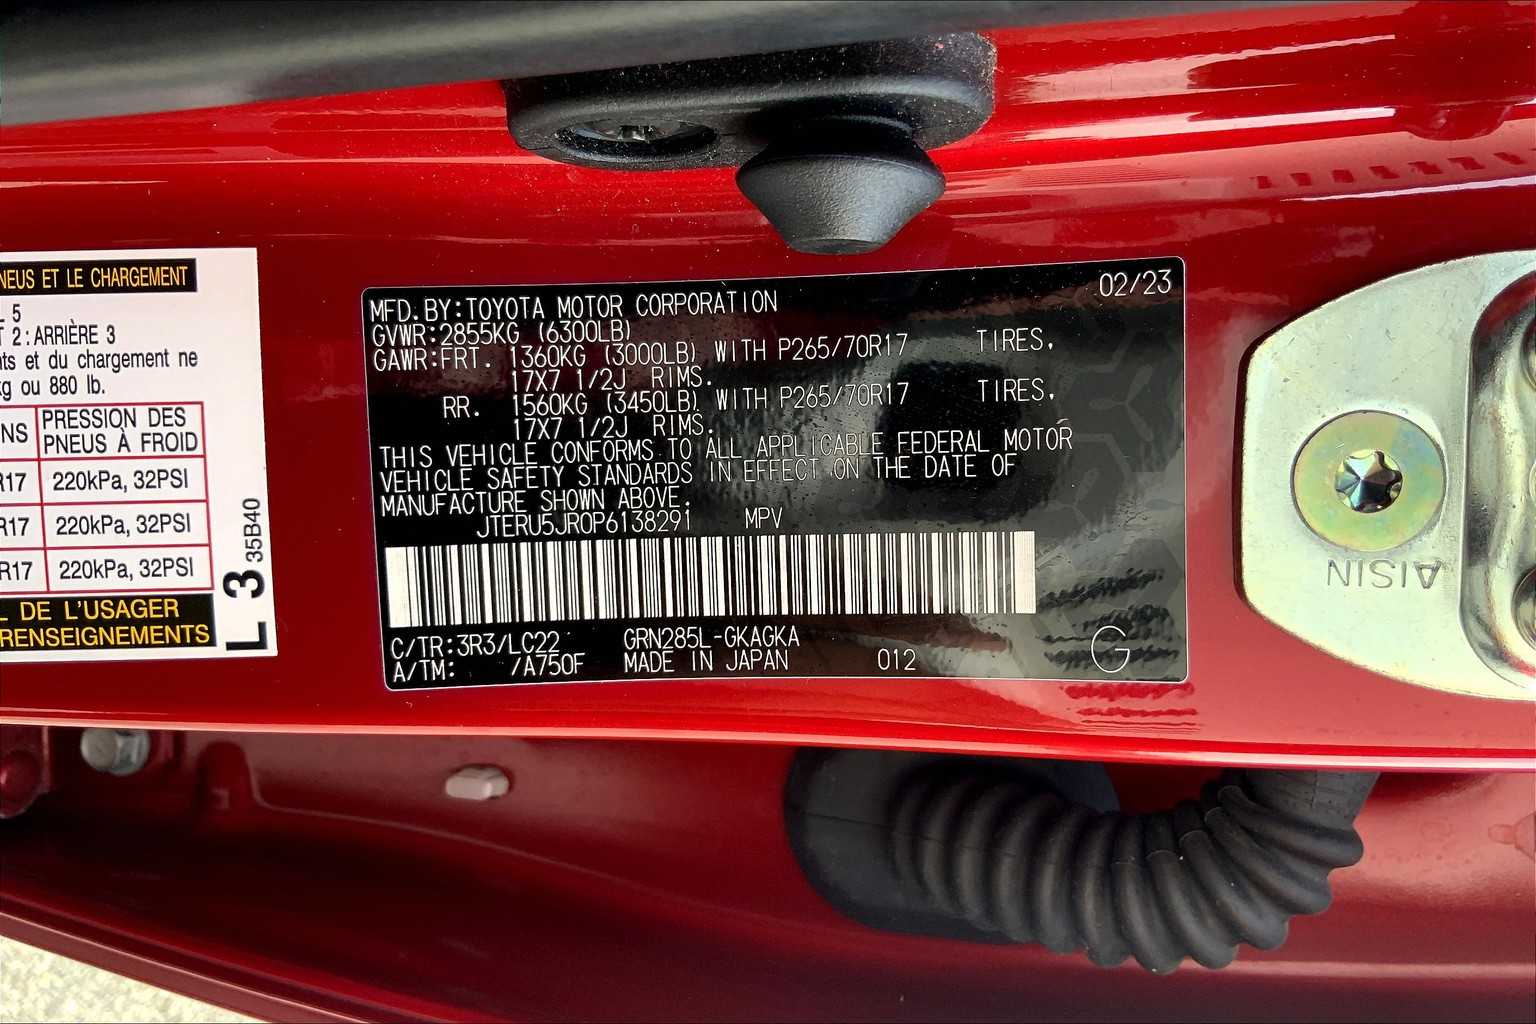 NEUS ET LE CHARGEMENT
L 5
T 2 : ARRIÈRE 3
nts et du chargement ne
kg ou 880 lb.
NS PRESSION DES PNEUS À FROID
R17 220kPa, 32PSI
R17 220kPa, 32PSI
R17 220kPa, 32PSI
L DE L'USAGER
RENSEIGNEMENTS
L 3 35B40
02/23
MFD.BY:TOYOTA MOTOR CORPORATION
GVWR:2855KG (6300LB)
GAWR:FRT. 1360KG (3000LB) WITH P265/70R17 TIRES,
17X7 1/2J RIMS.
RR. 1560KG (3450LB) WITH P265/70R17 TIRES,
17X7 1/2J RIMS.
THIS VEHICLE CONFORMS TO ALL APPLICABLE FEDERAL MOTOR
VEHICLE SAFETY STANDARDS IN EFFECT ON THE DATE OF
MANUFACTURE SHOWN ABOVE.
JTERU5JR0P6138291 MPV
C/TR:3R3/LC22 GRN285L-GKAGKA
A/TM: /A750F MADE IN JAPAN 012
G
AISIN